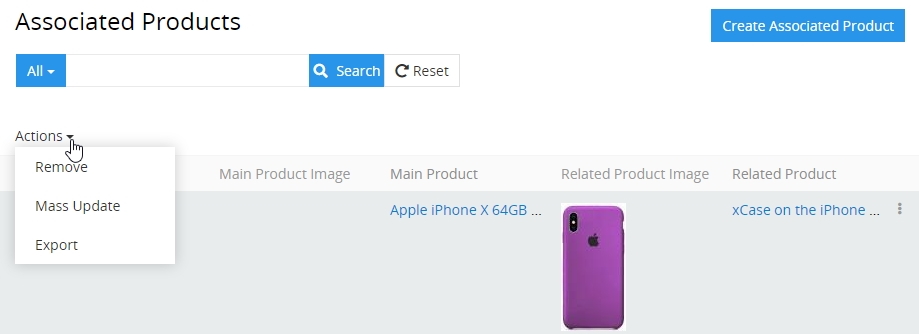 Associated Products
Create Associated Product
All Search Reset
Actions
Remove
Mass Update
Export
Main Product Image Main Product Related Product Image Related Product
Apple iPhone X 64GB ... xCase on the iPhone ...